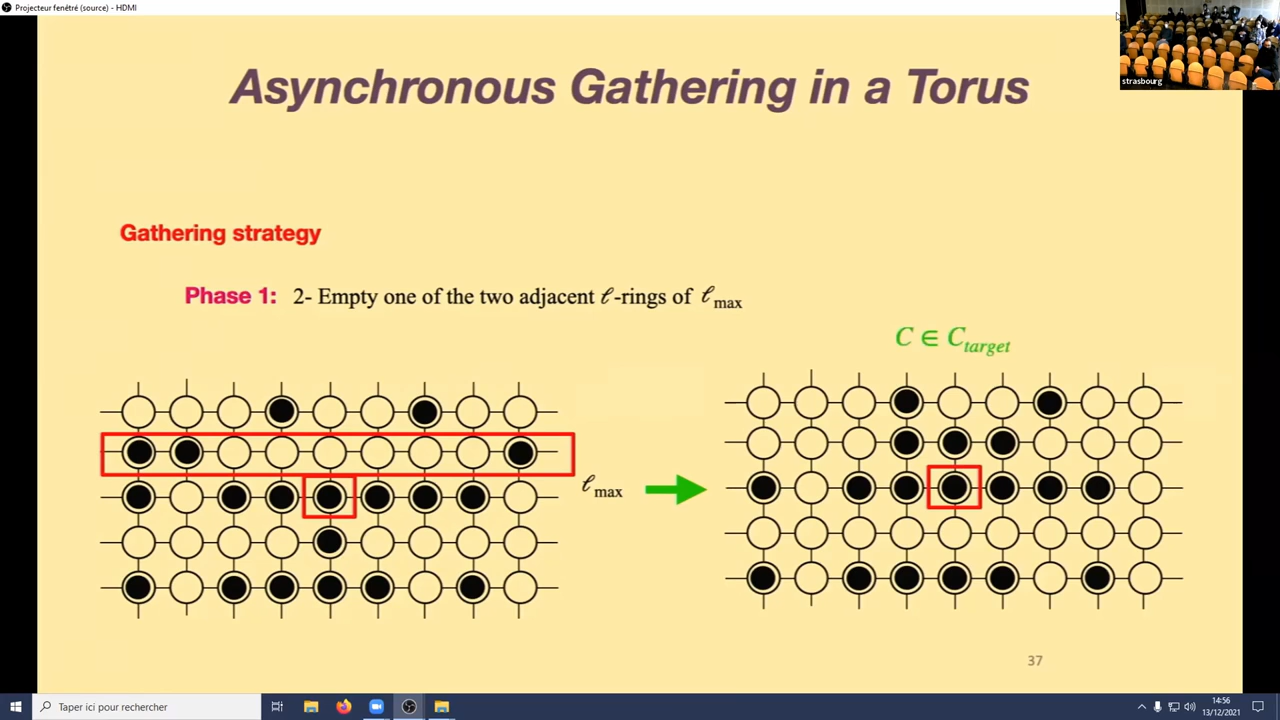 Projecteur fenêtré (source) - HDMI
strasbourg
Asynchronous Gathering in a Torus
Gathering strategy
Phase 1: 2- Empty one of the two adjacent ℓ-rings of ℓmax
C ∈ Ctarget
ℓmax
37
Taper ici pour rechercher
14:56
13/12/2021